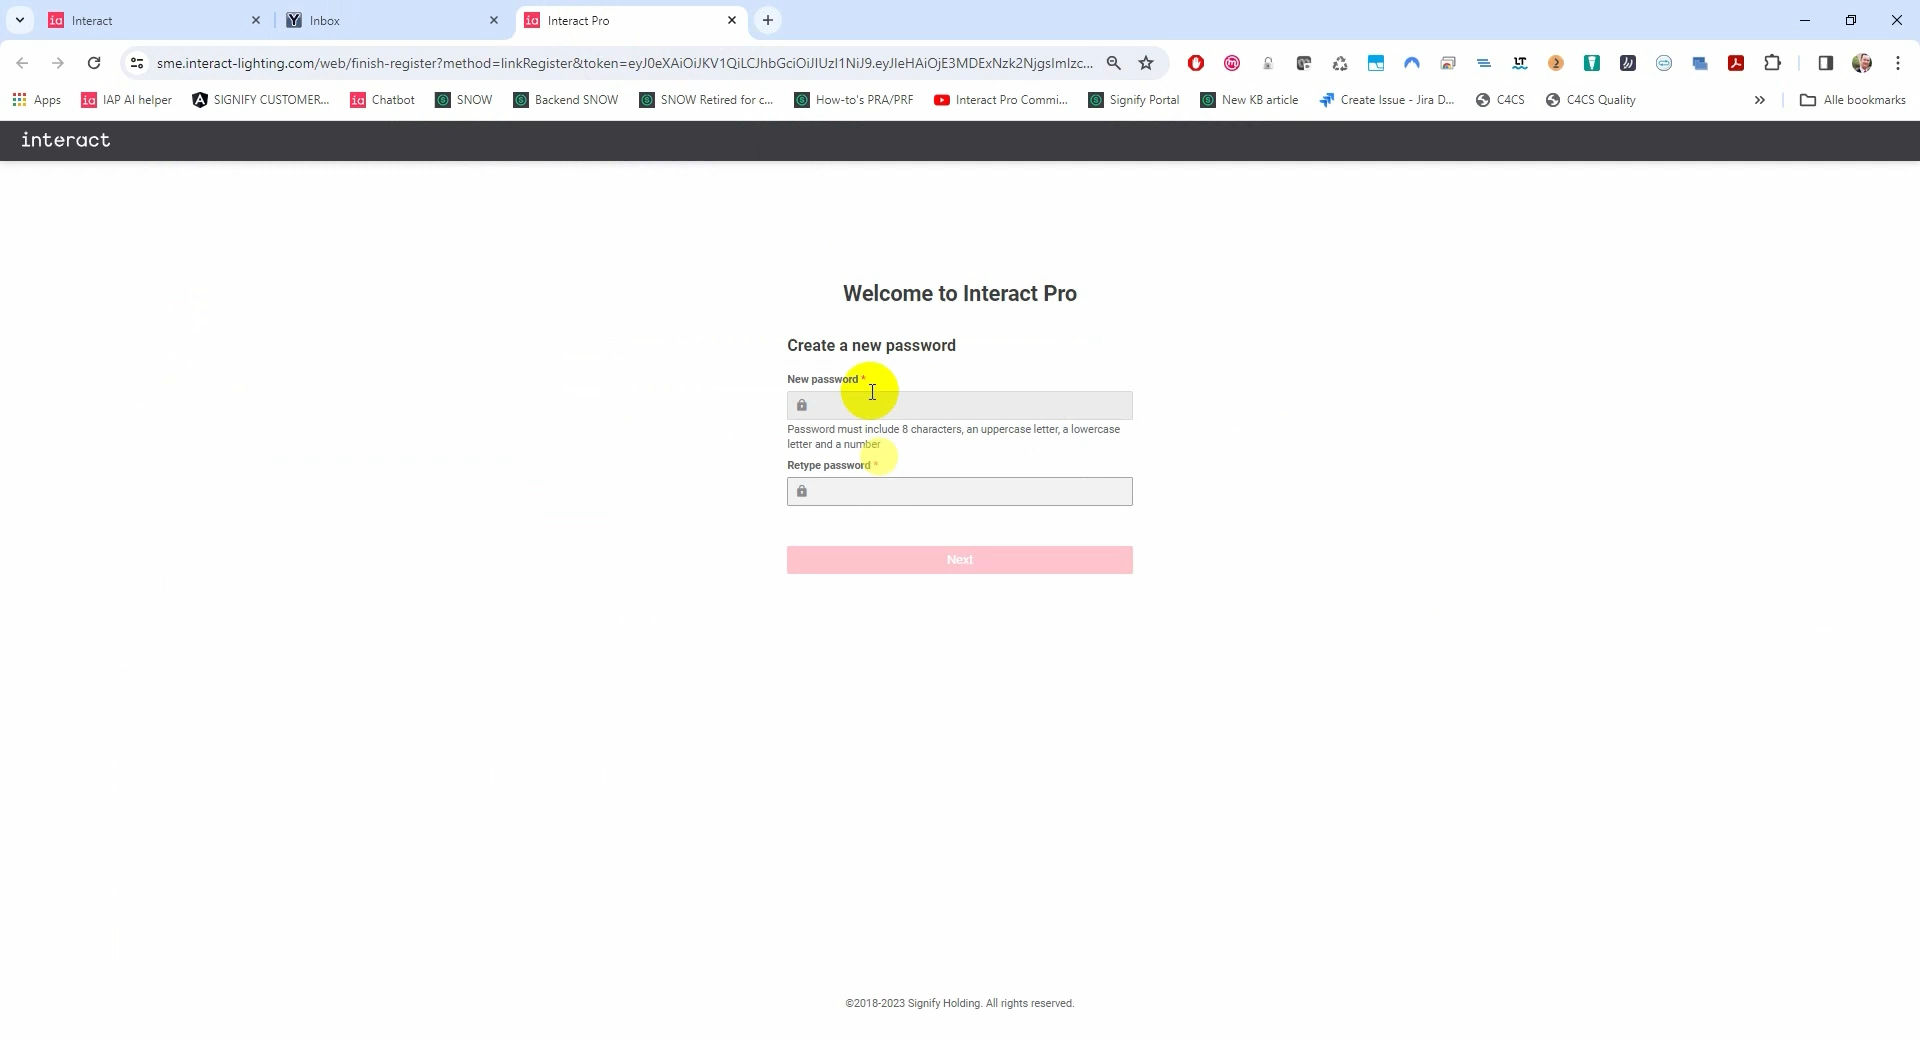 Interact
Inbox
Interact Pro
sme.interact-lighting.com/web/finish-register?method=linkRegister&token=eyJ0eXAiOiJKV1QiLCJhbGciOiJIUzI1NiJ9.eyJleHAiOjE3MDExNzk2NjgsImIzc...
Apps
IAP AI helper
SIGNIFY CUSTOMER...
Chatbot
SNOW
Backend SNOW
SNOW Retired for c...
How-to's PRA/PRF
Interact Pro Commi...
Signify Portal
New KB article
Create Issue - Jira D...
C4CS
C4CS Quality
Alle bookmarks
interact
Welcome to Interact Pro
Create a new password
New password *
Password must include 8 characters, an uppercase letter, a lowercase
letter and a number
Retype password *
Next
©2018-2023 Signify Holding. All rights reserved.